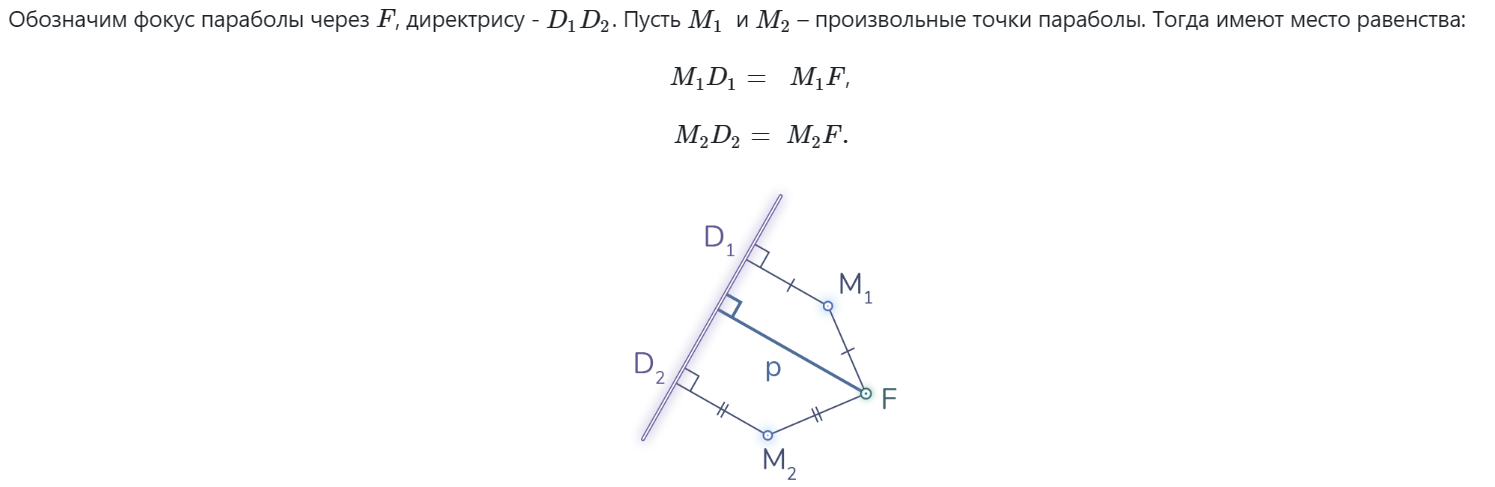 Обозначим фокус параболы через F, директрису - D₁D₂. Пусть M₁ и M₂ – произвольные точки параболы. Тогда имеют место равенства:
M₁D₁ = M₁F,
M₂D₂ = M₂F.
D₁
M₁
D₂
p
F
M₂